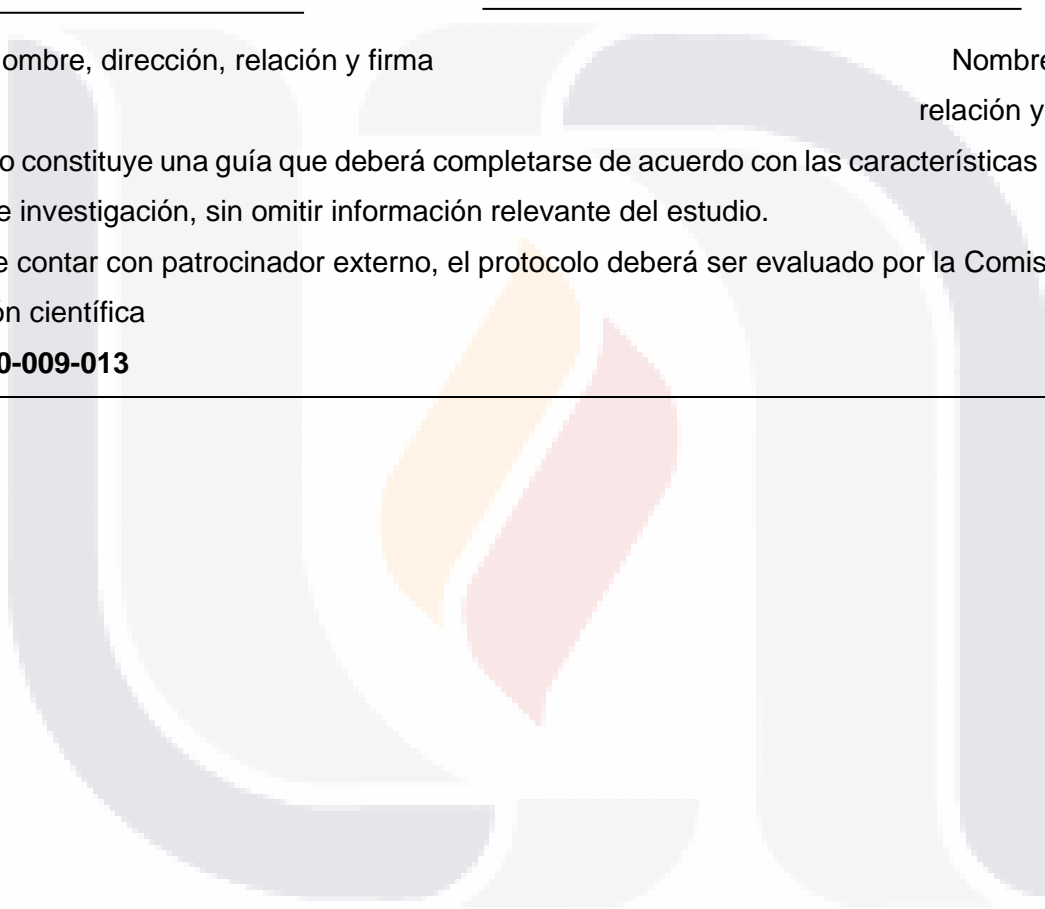 ombre, dirección, relación y firma
Nombre
relación y
o constituye una guía que deberá completarse de acuerdo con las características
e investigación, sin omitir información relevante del estudio.
e contar con patrocinador externo, el protocolo deberá ser evaluado por la Comis
ón científica
0-009-013